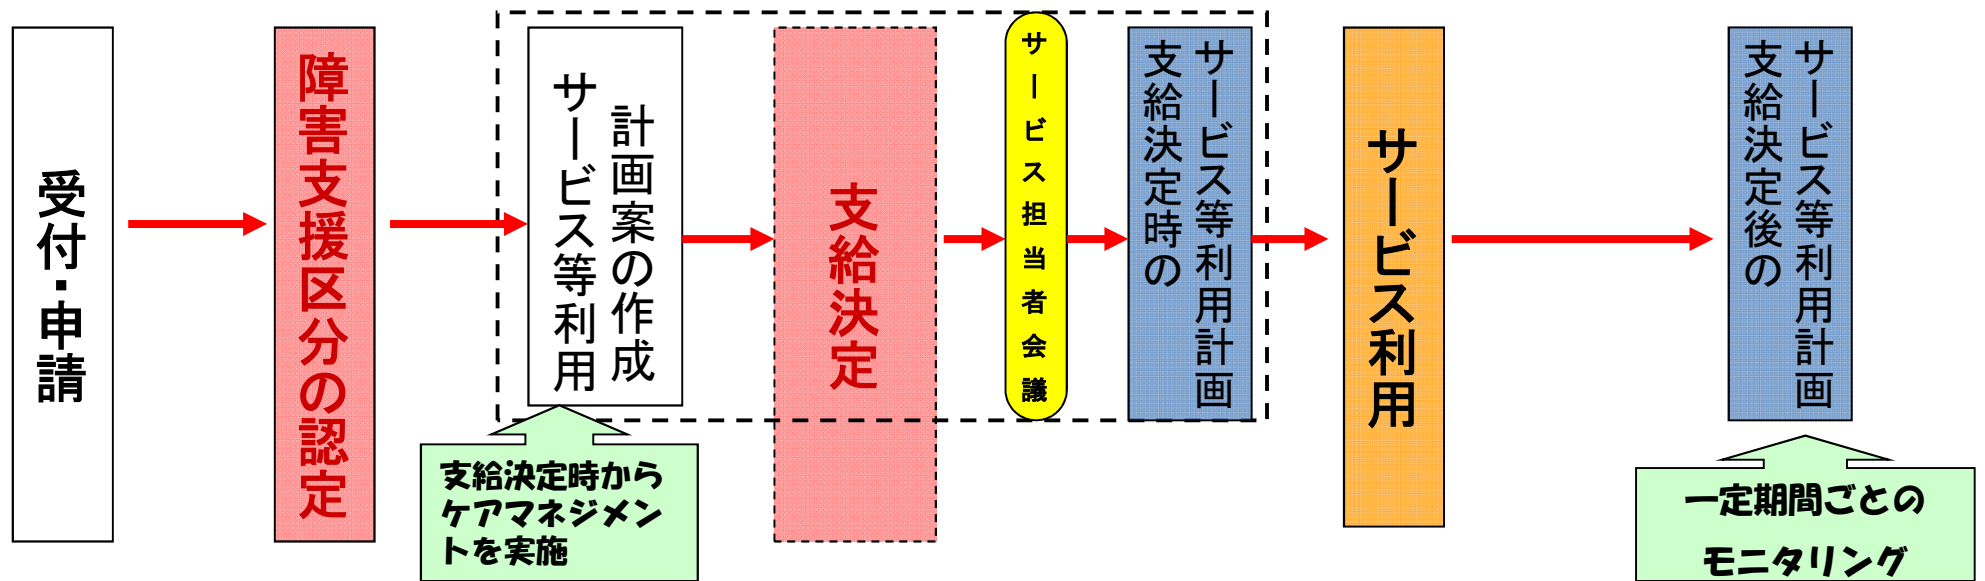 受付・申請
障害支援区分の認定
サービス等利用
計画案の作成
支給決定
サービス担当者会議
支給決定時の
サービス等利用計画
サービス利用
支給決定後の
サービス等利用計画
支給決定時から
ケアマネジメン
トを実施
一定期間ごとの
モニタリング